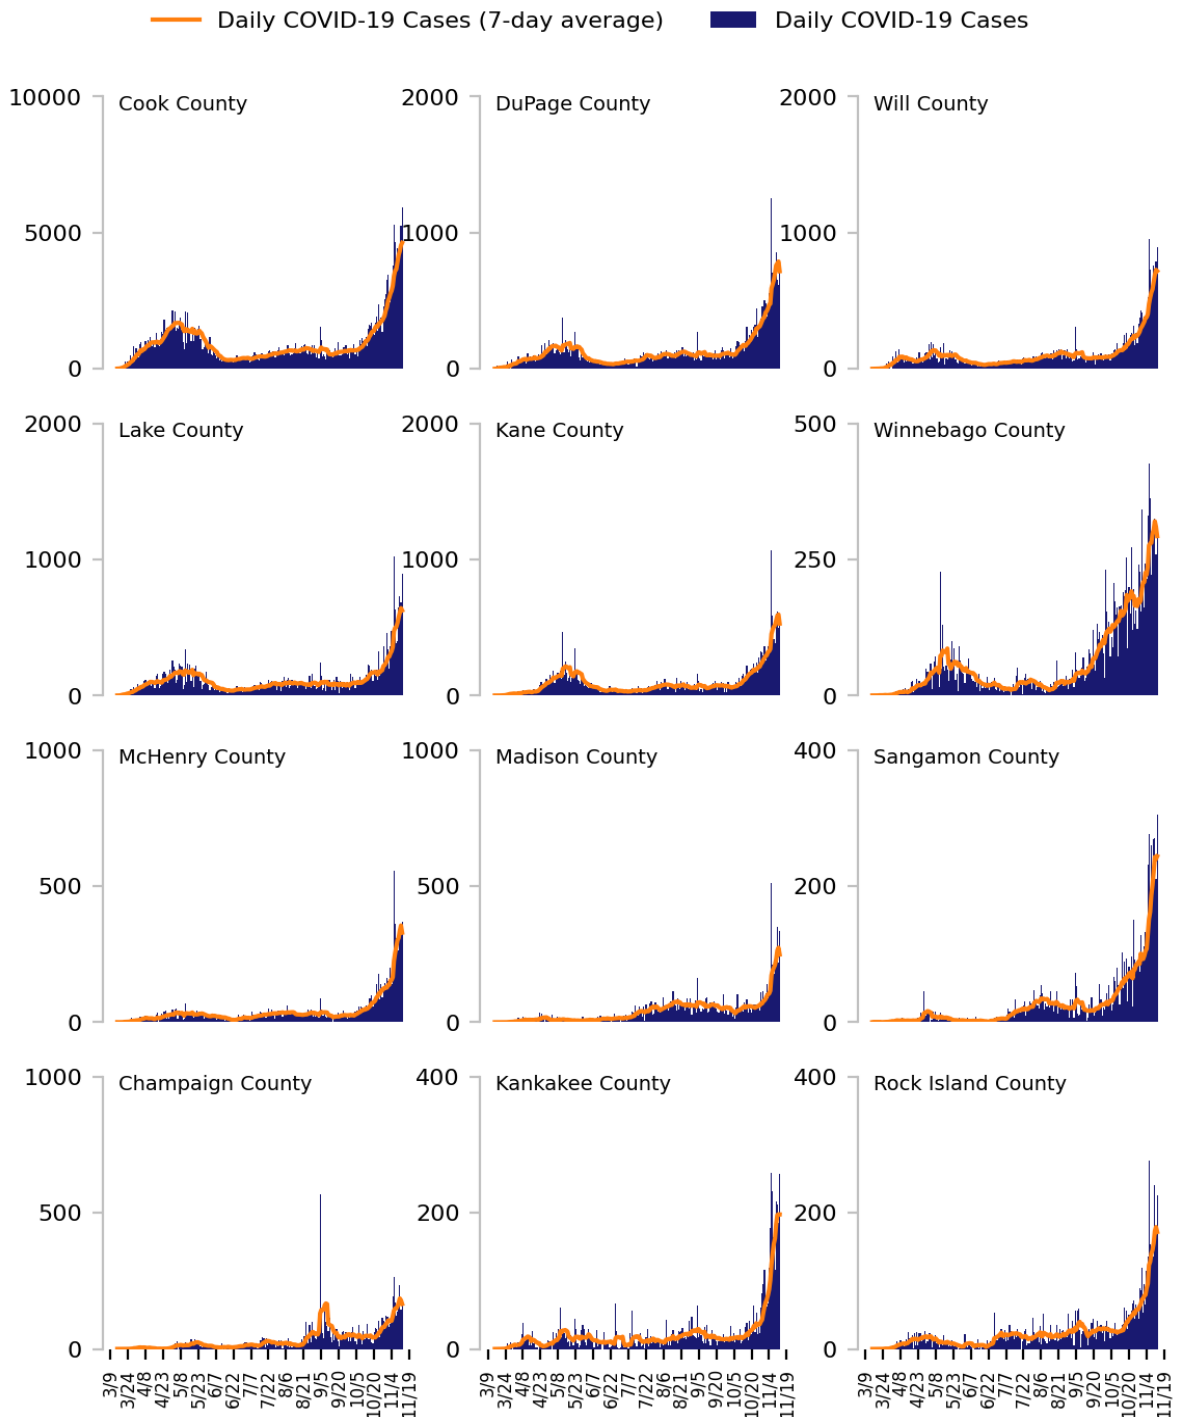 Daily COVID-19 Cases (7-day average) Daily COVID-19 Cases
10000 Cook County 2000 DuPage County 2000 Will County
5000 1000 1000
0 0 0
2000 Lake County 2000 Kane County 500 Winnebago County
1000 1000 250
0 0 0
1000 McHenry County 1000 Madison County 400 Sangamon County
500 500 200
0 0 0
1000 Champaign County 400 Kankakee County 400 Rock Island County
500 200 200
0 0 0
3/9 3/24 4/8 4/23 5/8 5/23 6/7 6/22 7/7 7/22 8/6 8/21 9/5 9/20 10/5 10/20 11/4 11/19 3/9 3/24 4/8 4/23 5/8 5/23 6/7 6/22 7/7 7/22 8/6 8/21 9/5 9/20 10/5 10/20 11/4 11/19 3/9 3/24 4/8 4/23 5/8 5/23 6/7 6/22 7/7 7/22 8/6 8/21 9/5 9/20 10/5 10/20 11/4 11/19